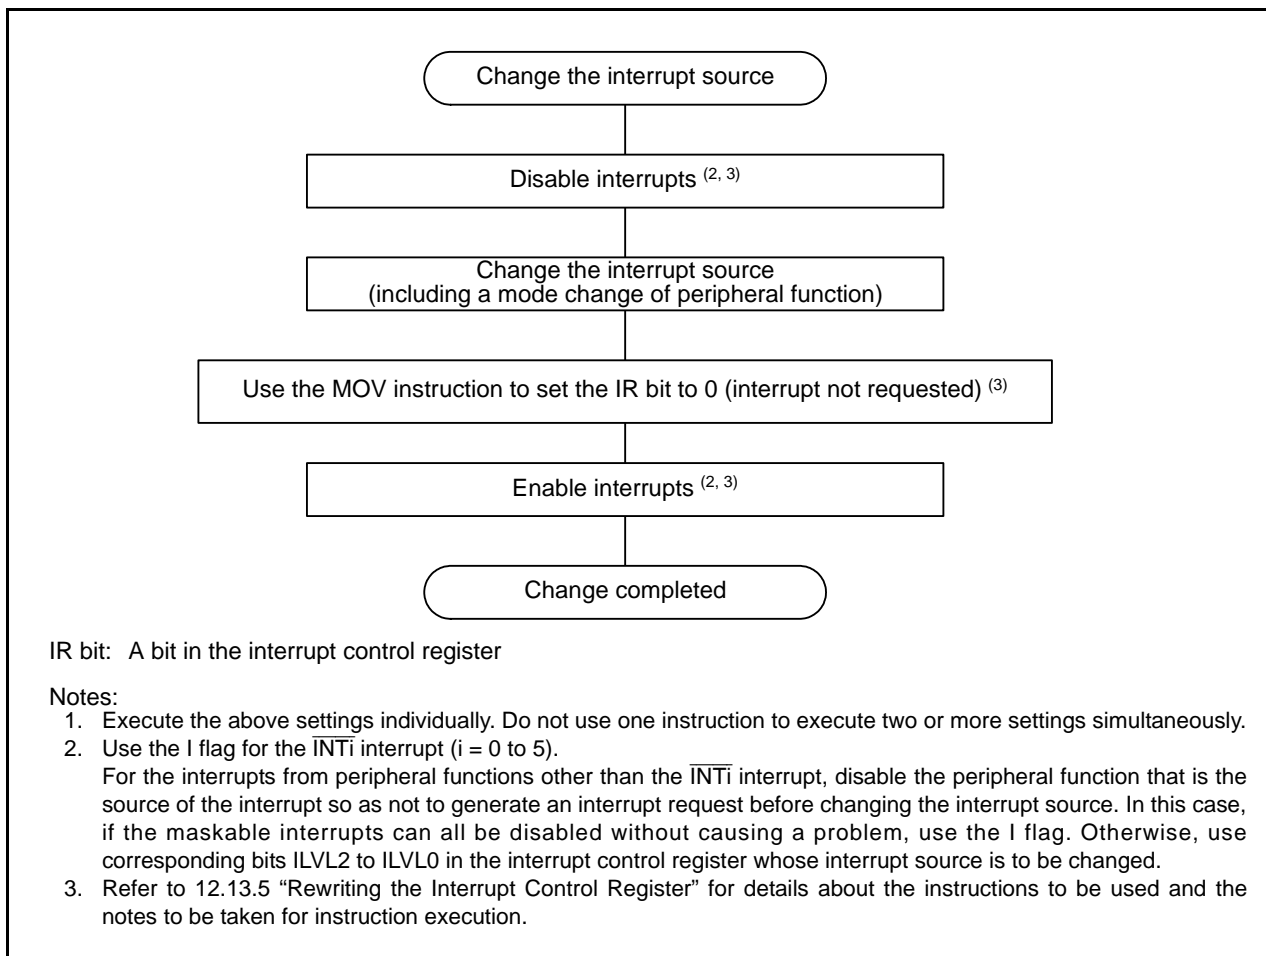 Change the interrupt source
Disable interrupts (2, 3)
Change the interrupt source
(including a mode change of peripheral function)
Use the MOV instruction to set the IR bit to 0 (interrupt not requested) (3)
Enable interrupts (2, 3)
Change completed
IR bit: A bit in the interrupt control register
Notes:
1. Execute the above settings individually. Do not use one instruction to execute two or more settings simultaneously.
2. Use the I flag for the I̅N̅T̅i̅ interrupt (i = 0 to 5).
For the interrupts from peripheral functions other than the I̅N̅T̅i̅ interrupt, disable the peripheral function that is the
source of the interrupt so as not to generate an interrupt request before changing the interrupt source. In this case,
if the maskable interrupts can all be disabled without causing a problem, use the I flag. Otherwise, use
corresponding bits ILVL2 to ILVL0 in the interrupt control register whose interrupt source is to be changed.
3. Refer to 12.13.5 “Rewriting the Interrupt Control Register” for details about the instructions to be used and the
notes to be taken for instruction execution.